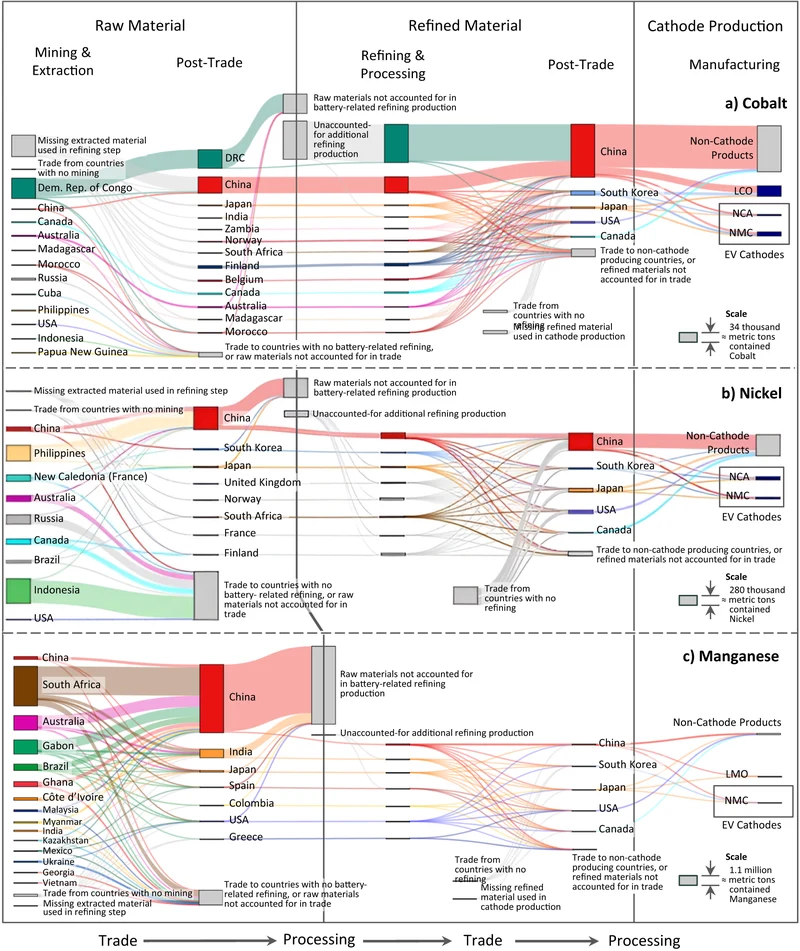 Raw Material
Refined Material
Cathode Production
Mining &
Extraction
Post-Trade
Refining &
Processing
Post-Trade
Manufacturing
a) Cobalt
Raw materials not accounted for in
battery-related refining production
Unaccounted-
for additional
refining
production
Missing extracted material
used in refining step
Trade from countries
with no mining
Dem. Rep. of Congo
China
Canada
Australia
Madagascar
Morocco
Russia
Cuba
Philippines
USA
Indonesia
Papua New Guinea
DRC
China
Japan
India
Zambia
Norway
South Africa
Finland
Belgium
Canada
Australia
Madagascar
Morocco
Trade to countries with no battery-related refining,
or raw materials not accounted for in trade
China
South Korea
Japan
USA
Canada
Trade to non-cathode
producing countries, or
refined materials not
accounted for in trade
Trade from
countries with no
refining
Missing refined material
used in cathode production
Non-Cathode
Products
LCO
NCA
NMC
EV Cathodes
Scale
34 thousand
≈ metric tons
contained
Cobalt
b) Nickel
Raw materials not accounted for in
battery-related refining production
Unaccounted-for additional refining production
Missing extracted material used in refining step
Trade from countries with no mining
China
Philippines
New Caledonia (France)
Australia
Russia
Canada
Brazil
Indonesia
USA
China
South Korea
Japan
United Kingdom
Norway
South Africa
France
Finland
Trade to countries with no
battery- related refining, or raw
materials not accounted for in
trade
China
South Korea
Japan
USA
Canada
Trade to non-cathode producing countries, or
refined materials not accounted for in trade
Trade from
countries with no
refining
Non-Cathode
Products
NCA
NMC
EV Cathodes
Scale
280 thousand
≈ metric tons
contained
Nickel
c) Manganese
Raw materials not accounted for
in battery-related refining
production
Unaccounted-for additional refining production
China
South Africa
Australia
Gabon
Brazil
Ghana
Côte d'Ivoire
Malaysia
Myanmar
India
Kazakhstan
Mexico
Ukraine
Georgia
Vietnam
Trade from countries with no mining
Missing extracted material
used in refining step
China
India
Japan
Spain
Colombia
USA
Greece
Trade to countries with no battery-
related refining, or raw materials
not accounted for in trade
China
South Korea
Japan
USA
Canada
Trade to non-cathode
producing countries, or
refined materials not
accounted for in trade
Trade from
countries with no
refining
Missing refined
material used in
cathode production
Non-Cathode Products
LMO
NMC
EV Cathodes
Scale
1.1 million
≈ metric tons
contained
Manganese
Trade
Processing
Trade
Processing